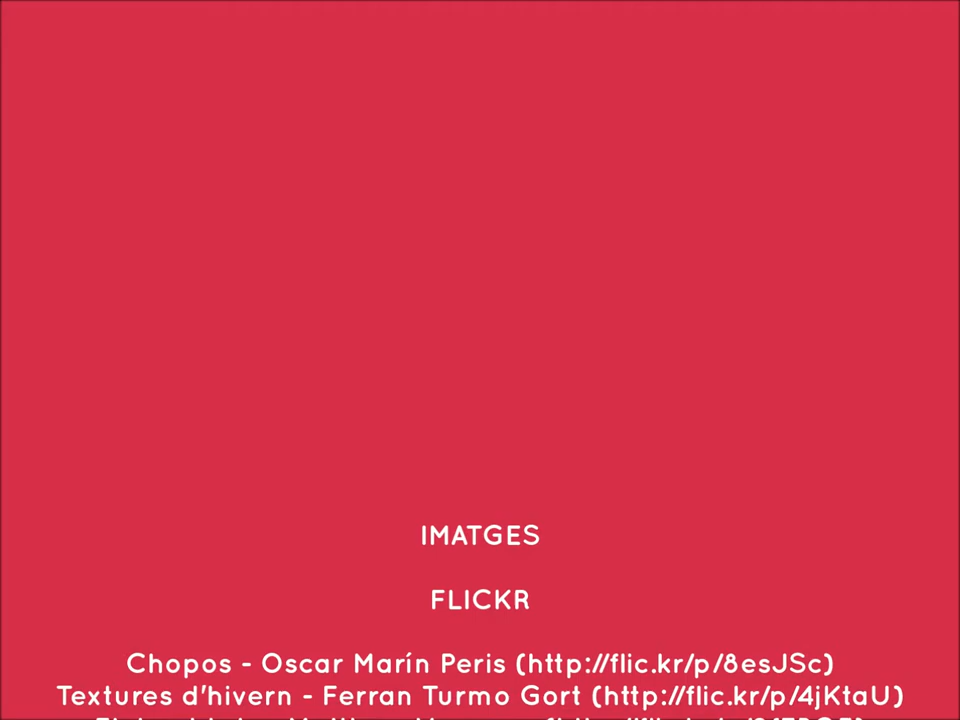 IMATGES
FLICKR
Chopos - Oscar Marín Peris (http://flic.kr/p/8esJSc)
Textures d'hivern - Ferran Turmo Gort (http://flic.kr/p/4jKtaU)